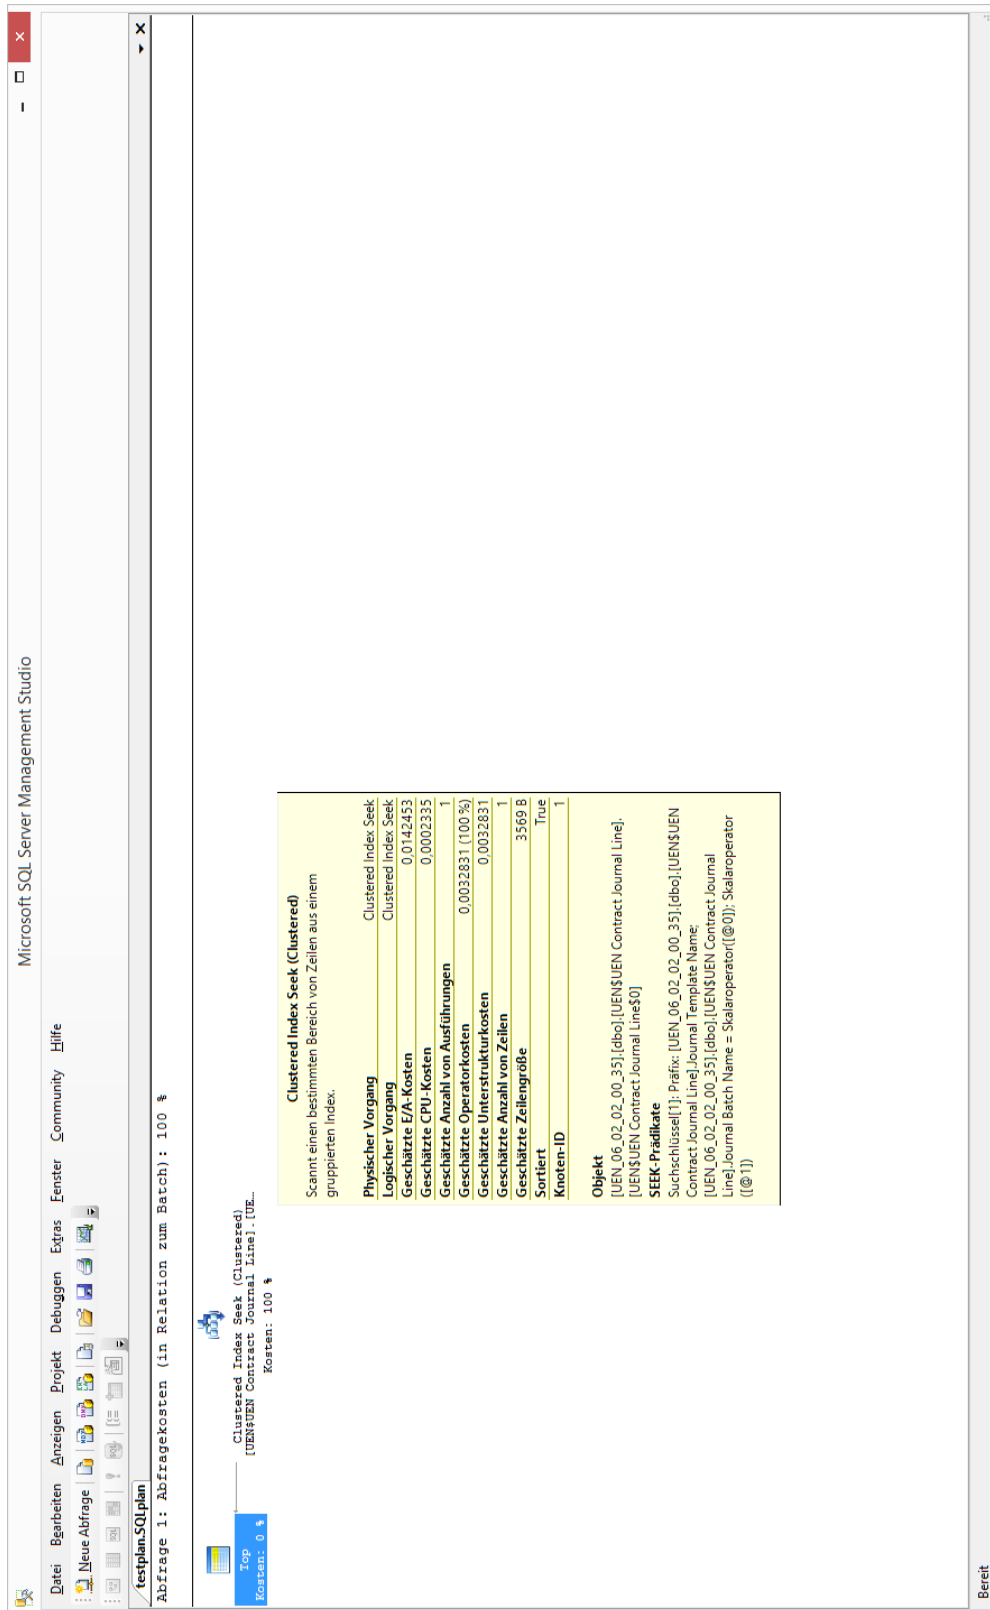 Microsoft SQL Server Management Studio
Datei Bearbeiten Anzeigen Projekt Debuggen Extras Fenster Community Hilfe
Neue Abfrage
testplan.SQLplan
Abfrage 1: Abfragekosten (in Relation zum Batch): 100 %
Top
Kosten: 0 %
Clustered Index Seek (Clustered)
[UEN$UEN Contract Journal Line].[UE…
Kosten: 100 %
Clustered Index Seek (Clustered)
Scannt einen bestimmten Bereich von Zeilen aus einem
gruppierten Index.
Physischer Vorgang Clustered Index Seek
Logischer Vorgang Clustered Index Seek
Geschätzte E/A-Kosten 0,0142453
Geschätzte CPU-Kosten 0,0002335
Geschätzte Anzahl von Ausführungen 1
Geschätzte Operatorkosten 0,0032831 (100 %)
Geschätzte Unterstrukturkosten 0,0032831
Geschätzte Anzahl von Zeilen 1
Geschätzte Zeilengröße 3569 B
Sortiert True
Knoten-ID 1
Objekt
[UEN_06_02_02_00_35].[dbo].[UEN$UEN Contract Journal Line].
[UEN$UEN Contract Journal Line$0]
SEEK-Prädikate
Suchschlüssel[1]: Präfix: [UEN_06_02_02_00_35].[dbo].[UEN$UEN
Contract Journal Line].Journal Template Name;
[UEN_06_02_02_00_35].[dbo].[UEN$UEN Contract Journal
Line].Journal Batch Name = Skalaroperator([@0]); Skalaroperator
([@1])
Bereit